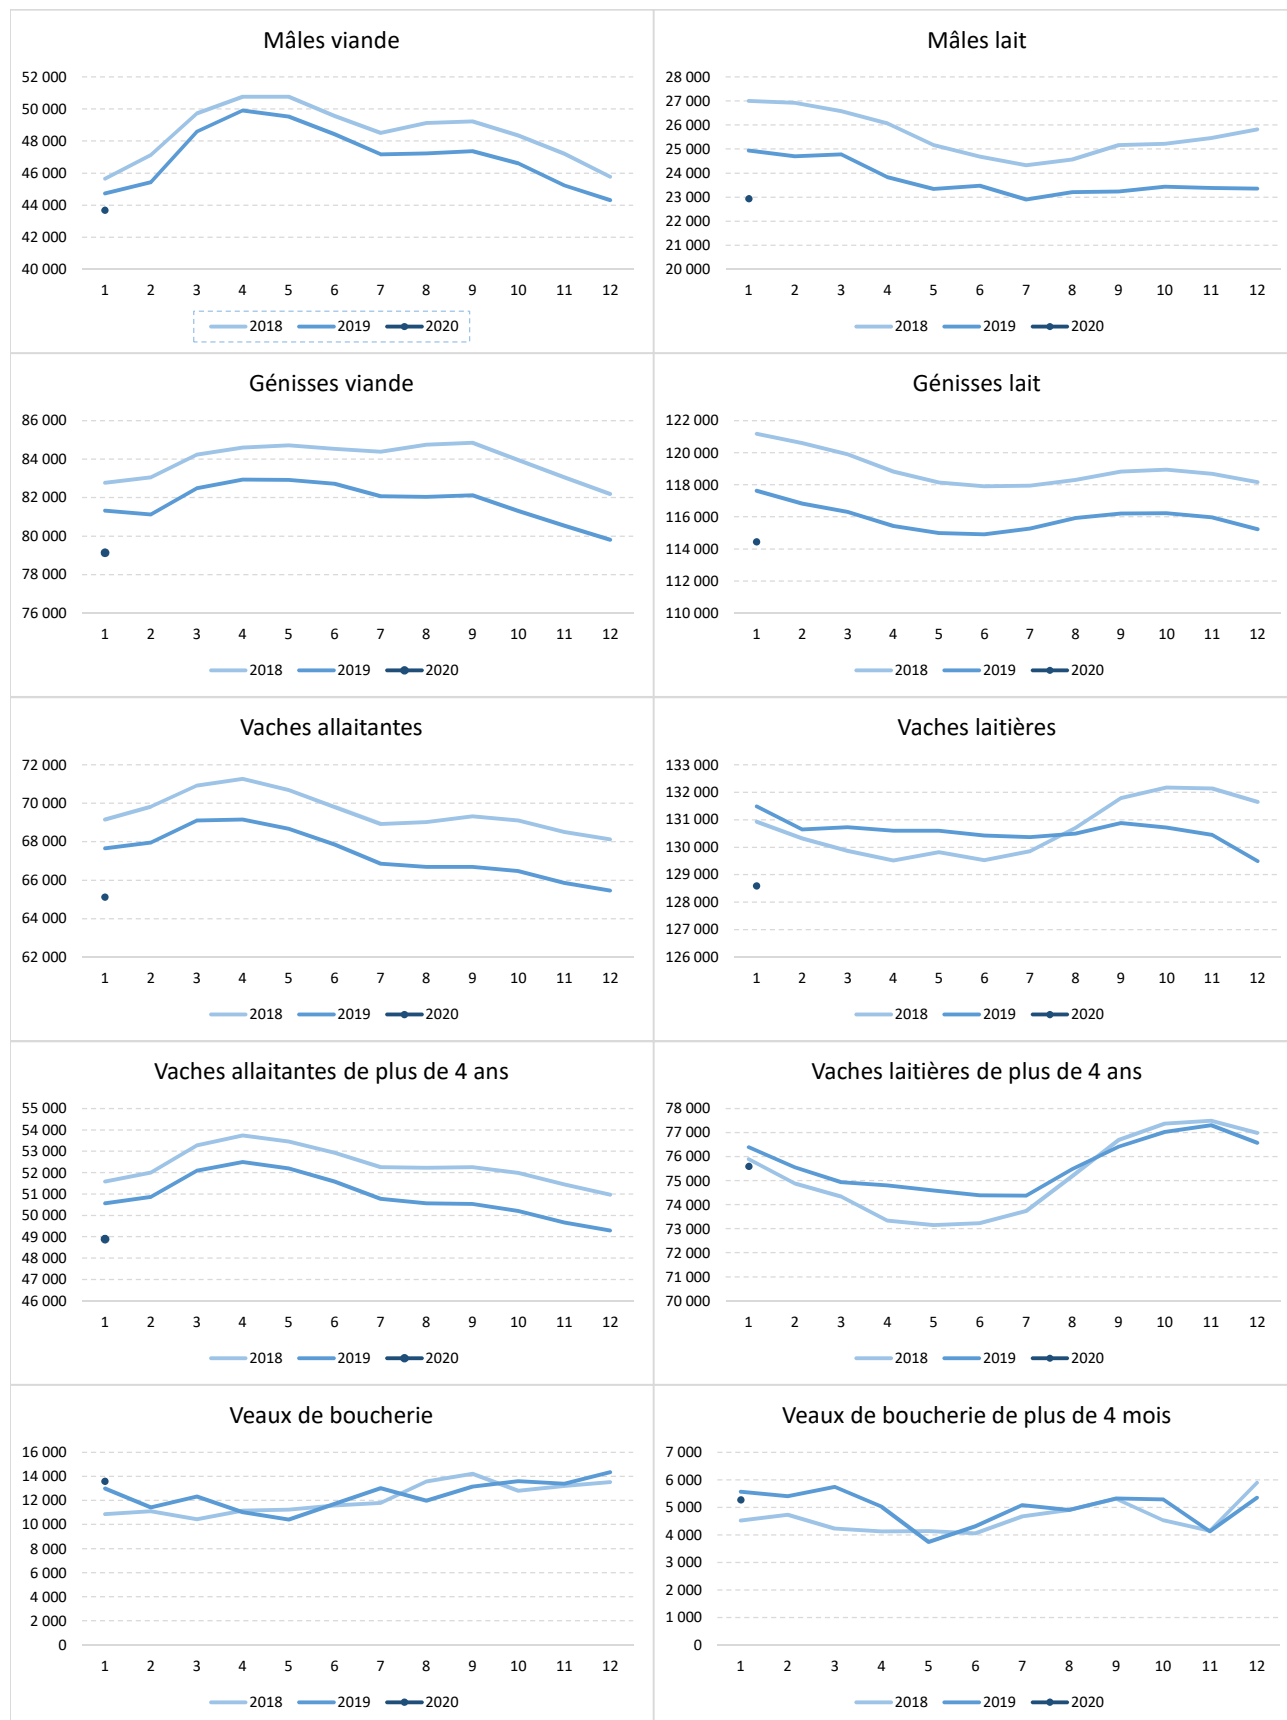 Mâles viande
52 000
50 000
48 000
46 000
44 000
42 000
40 000
1 2 3 4 5 6 7 8 9 10 11 12
2018 2019 2020
Mâles lait
28 000
27 000
26 000
25 000
24 000
23 000
22 000
21 000
20 000
1 2 3 4 5 6 7 8 9 10 11 12
2018 2019 2020
Génisses viande
86 000
84 000
82 000
80 000
78 000
76 000
1 2 3 4 5 6 7 8 9 10 11 12
2018 2019 2020
Génisses lait
122 000
120 000
118 000
116 000
114 000
112 000
110 000
1 2 3 4 5 6 7 8 9 10 11 12
2018 2019 2020
Vaches allaitantes
72 000
70 000
68 000
66 000
64 000
62 000
1 2 3 4 5 6 7 8 9 10 11 12
2018 2019 2020
Vaches laitières
133 000
132 000
131 000
130 000
129 000
128 000
127 000
126 000
1 2 3 4 5 6 7 8 9 10 11 12
2018 2019 2020
Vaches allaitantes de plus de 4 ans
55 000
54 000
53 000
52 000
51 000
50 000
49 000
48 000
47 000
46 000
1 2 3 4 5 6 7 8 9 10 11 12
2018 2019 2020
Vaches laitières de plus de 4 ans
78 000
77 000
76 000
75 000
74 000
73 000
72 000
71 000
70 000
1 2 3 4 5 6 7 8 9 10 11 12
2018 2019 2020
Veaux de boucherie
16 000
14 000
12 000
10 000
8 000
6 000
4 000
2 000
0
1 2 3 4 5 6 7 8 9 10 11 12
2018 2019 2020
Veaux de boucherie de plus de 4 mois
7 000
6 000
5 000
4 000
3 000
2 000
1 000
0
1 2 3 4 5 6 7 8 9 10 11 12
2018 2019 2020